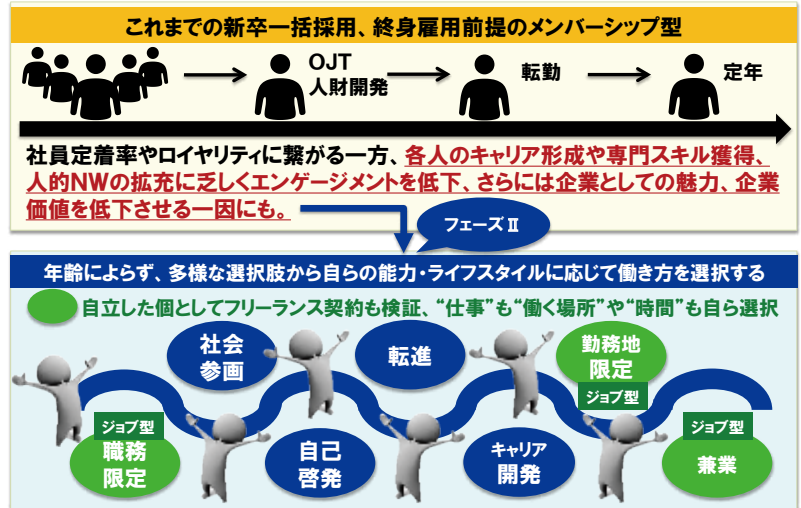 これまでの新卒一括採用、終身雇用前提のメンバーシップ型
OJT
人財開発
転勤
定年
社員定着率やロイヤリティに繋がる一方、各人のキャリア形成や専門スキル獲得、
人的NWの拡充に乏しくエンゲージメントを低下、さらには企業としての魅力、企業
価値を低下させる一因にも。
フェーズⅡ
年齢によらず、多様な選択肢から自らの能力・ライフスタイルに応じて働き方を選択する
自立した個としてフリーランス契約も検証、“仕事”も“働く場所”や“時間”も自ら選択
社会
参画
転進
勤務地
限定
ジョブ型
ジョブ型
職務
限定
自己
啓発
キャリア
開発
ジョブ型
兼業